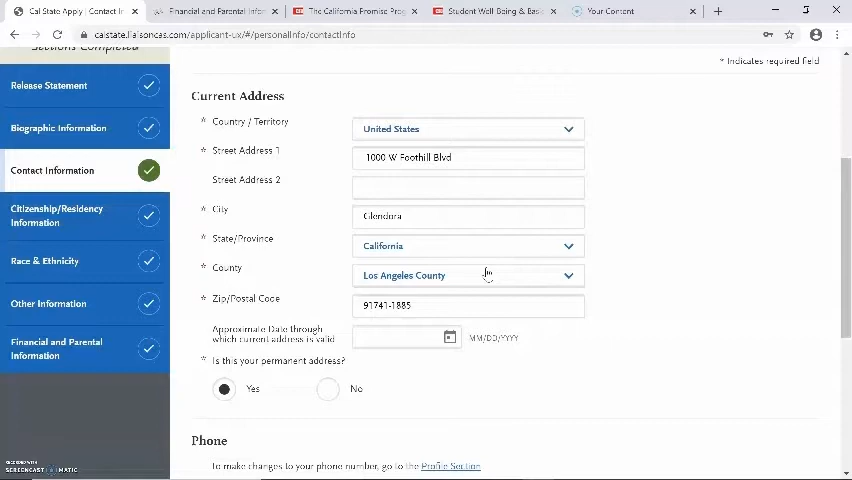 Cal State Apply | Contact In
Financial and Parental Infor
The California Promise Prog
Student Well-Being & Basic
Your Content
calstate.liaisoncas.com/applicant-ux/#/personalInfo/contactInfo
Sections Completed
* Indicates required field
Release Statement
Biographic Information
Contact Information
Citizenship/Residency
Information
Race & Ethnicity
Other Information
Financial and Parental
Information
Current Address
* Country / Territory
United States
* Street Address 1
1000 W Foothill Blvd
Street Address 2
* City
Glendora
* State/Province
California
* County
Los Angeles County
* Zip/Postal Code
91741-1885
Approximate Date through
which current address is valid
MM/DD/YYYY
* Is this your permanent address?
Yes
No
Phone
To make changes to your phone number, go to the Profile Section
RECORDED WITH
SCREENCAST MATIC